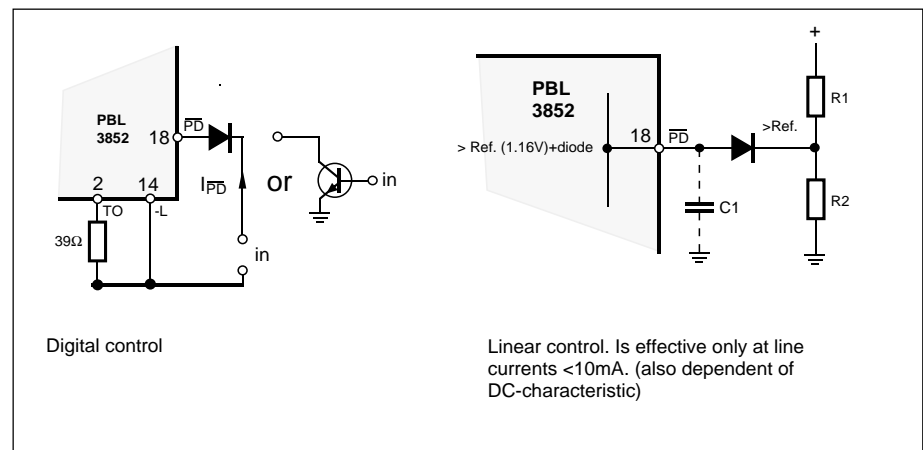 PBL
3852
18
PD
2
14
TO
-L
39Ω
IPD
or
in
in
Digital control
PBL
3852
18
PD
> Ref. (1.16V)+diode
>Ref.
+
R1
R2
C1
Linear control. Is effective only at line
currents <10mA. (also dependent of
DC-characteristic)